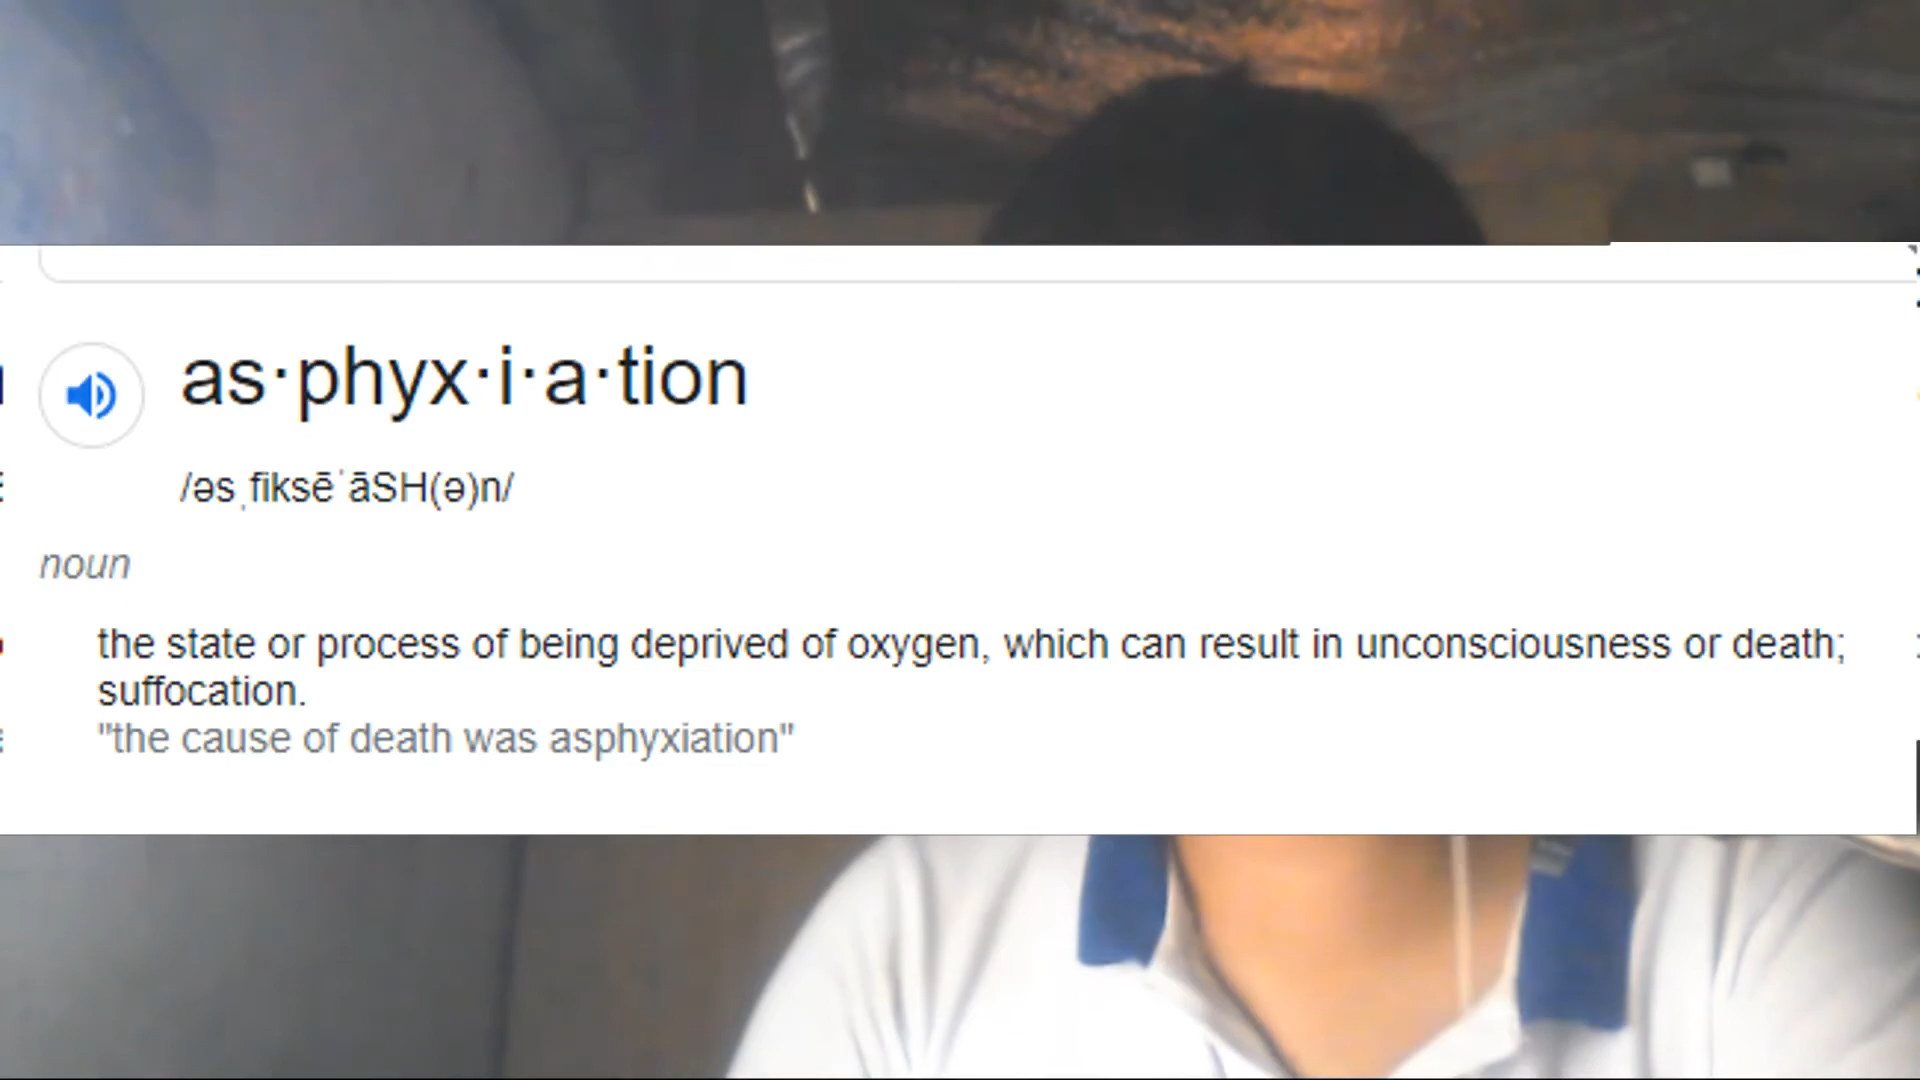 as·phyx·i·a·tion
/əsˌfiksēˈāSH(ə)n/
noun
the state or process of being deprived of oxygen, which can result in unconsciousness or death;
suffocation.
"the cause of death was asphyxiation"